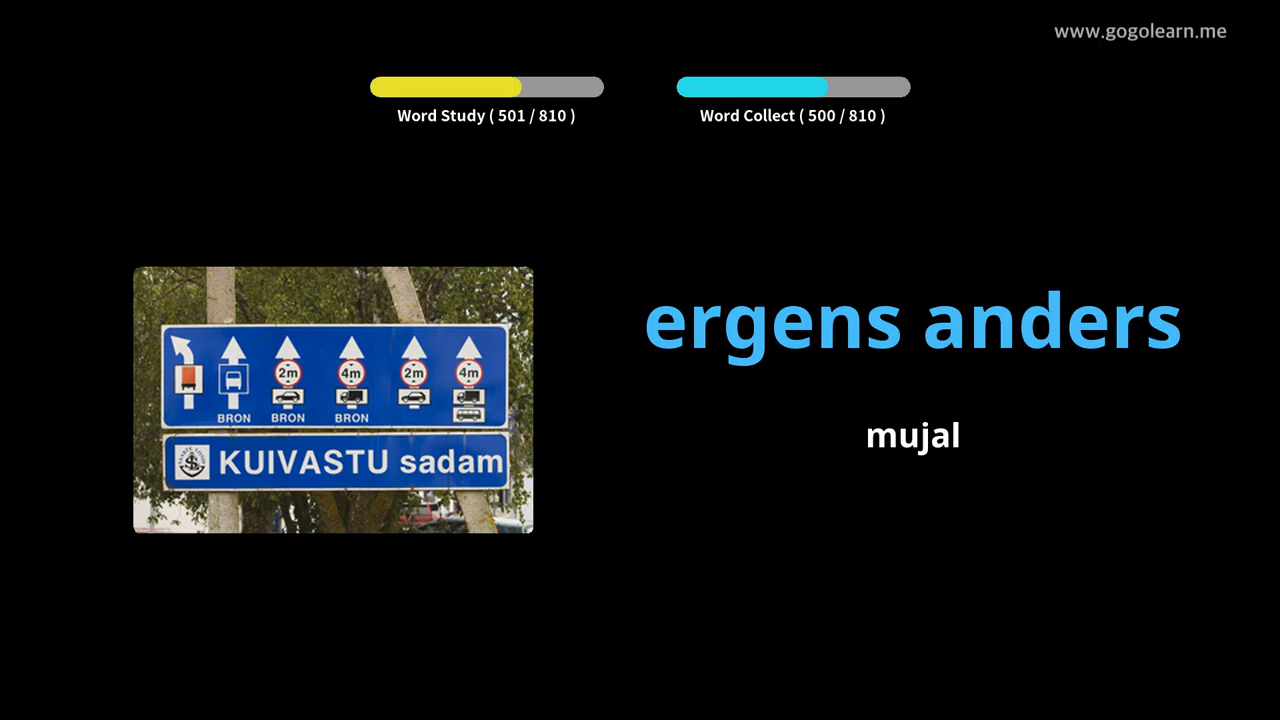 www.gogolearn.me
Word Study ( 501 / 810 )
Word Collect ( 500 / 810 )
ergens anders
mujal
2m
4m
2m
4m
BRON
BRON
BRON
KUIVASTU sadam